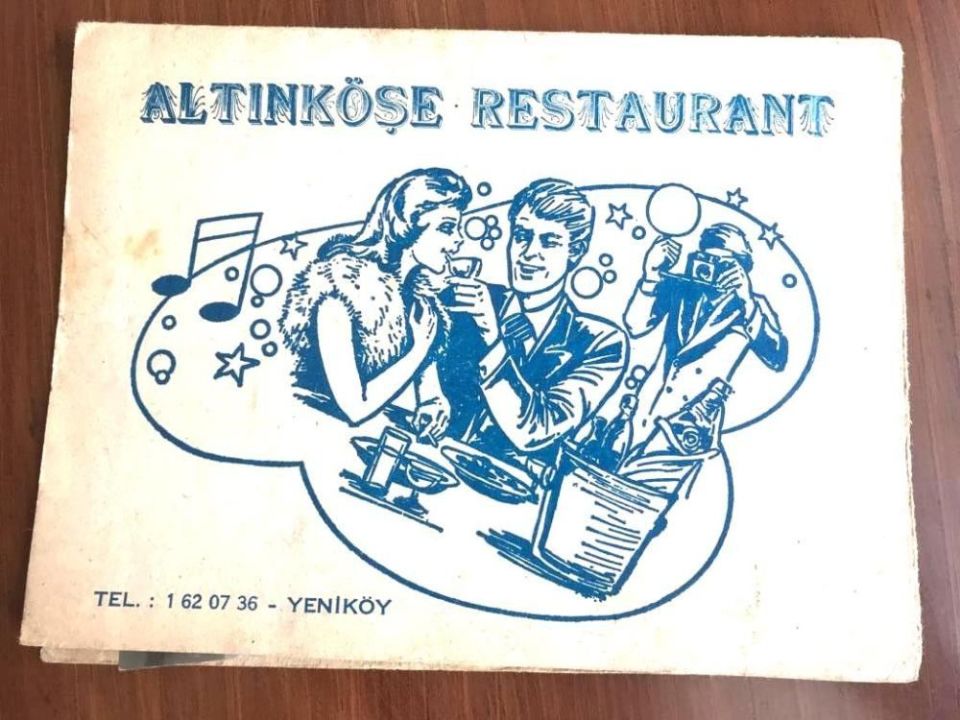 ALTINKÖŞE RESTAURANT
TEL. : 1 62 07 36 - YENİKÖY